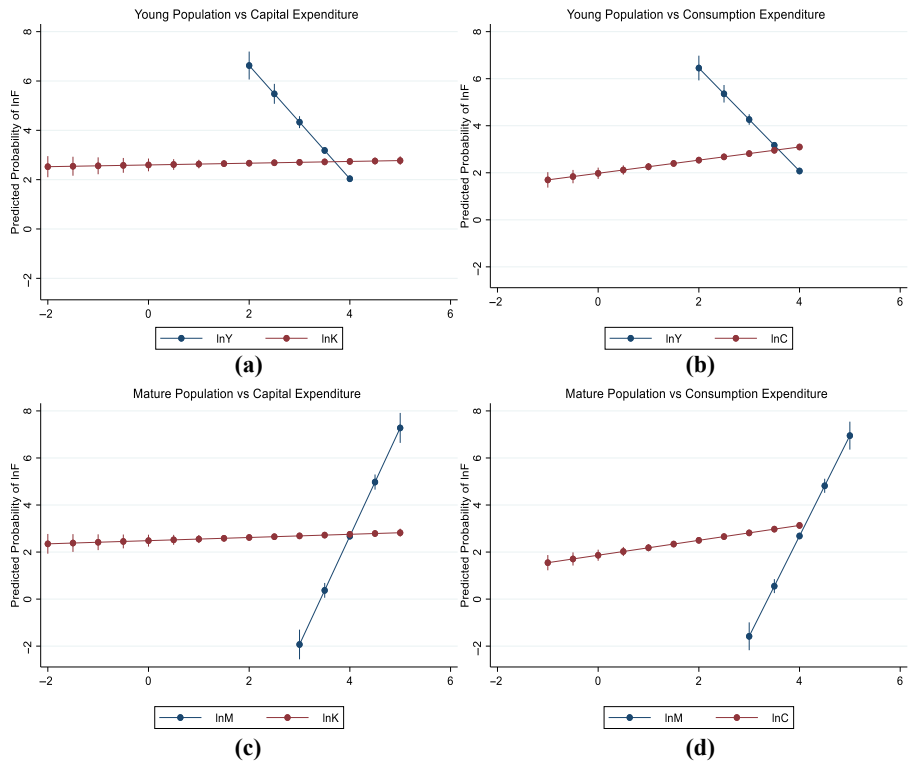 Young Population vs Capital Expenditure
Predicted Probability of lnF
8
6
4
2
0
−2
−2 0 2 4 6
lnY lnK
(a)
Young Population vs Consumption Expenditure
Predicted Probability of lnF
8
6
4
2
0
−2
−2 0 2 4 6
lnY lnC
(b)
Mature Population vs Capital Expenditure
Predicted Probability of lnF
8
6
4
2
0
−2
−2 0 2 4 6
lnM lnK
(c)
Mature Population vs Consumption Expenditure
Predicted Probability of lnF
8
6
4
2
0
−2
−2 0 2 4 6
lnM lnC
(d)